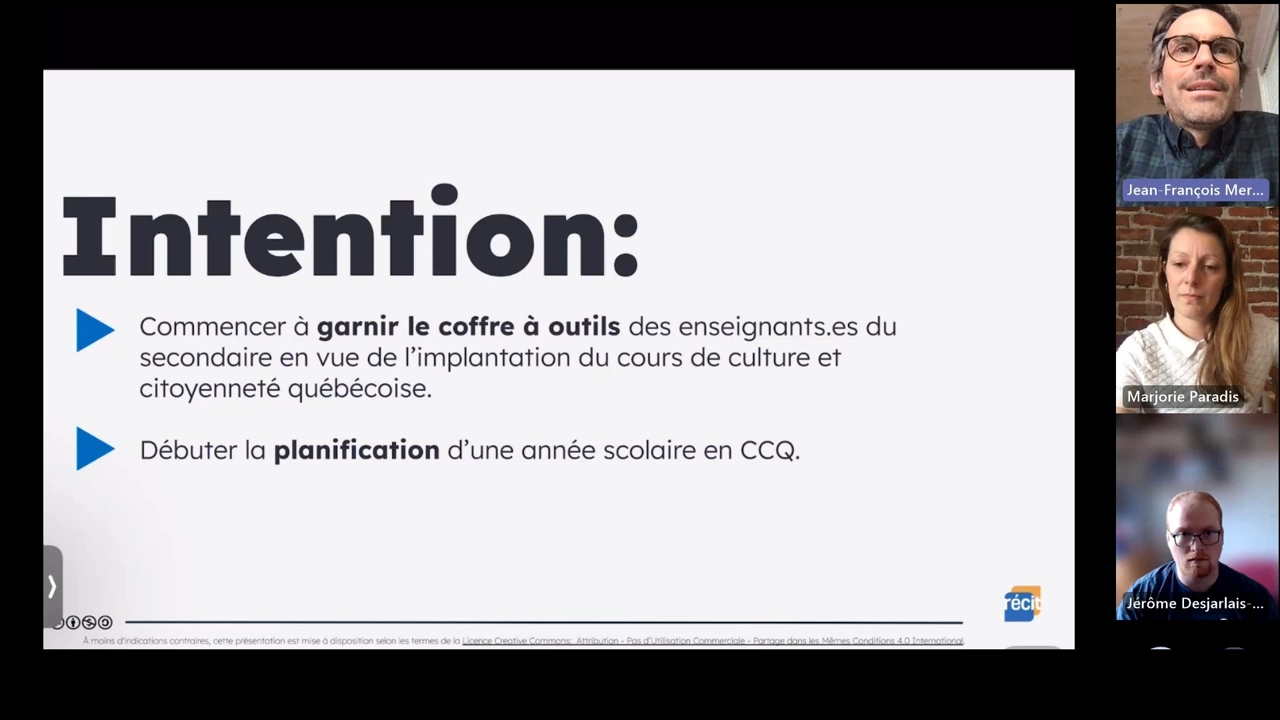 Intention:
Commencer à garnir le coffre à outils des enseignants.es du
secondaire en vue de l'implantation du cours de culture et
citoyenneté québécoise.
Débuter la planification d'une année scolaire en CCQ.
récit
À moins d'indications contraires, cette présentation est mise à disposition selon les termes de la Licence Creative Commons: Attribution - Pas d'Utilisation Commerciale - Partage dans les Mêmes Conditions 4.0 International.
Jean-François Mer...
Marjorie Paradis
Jérôme Desjarlais-...